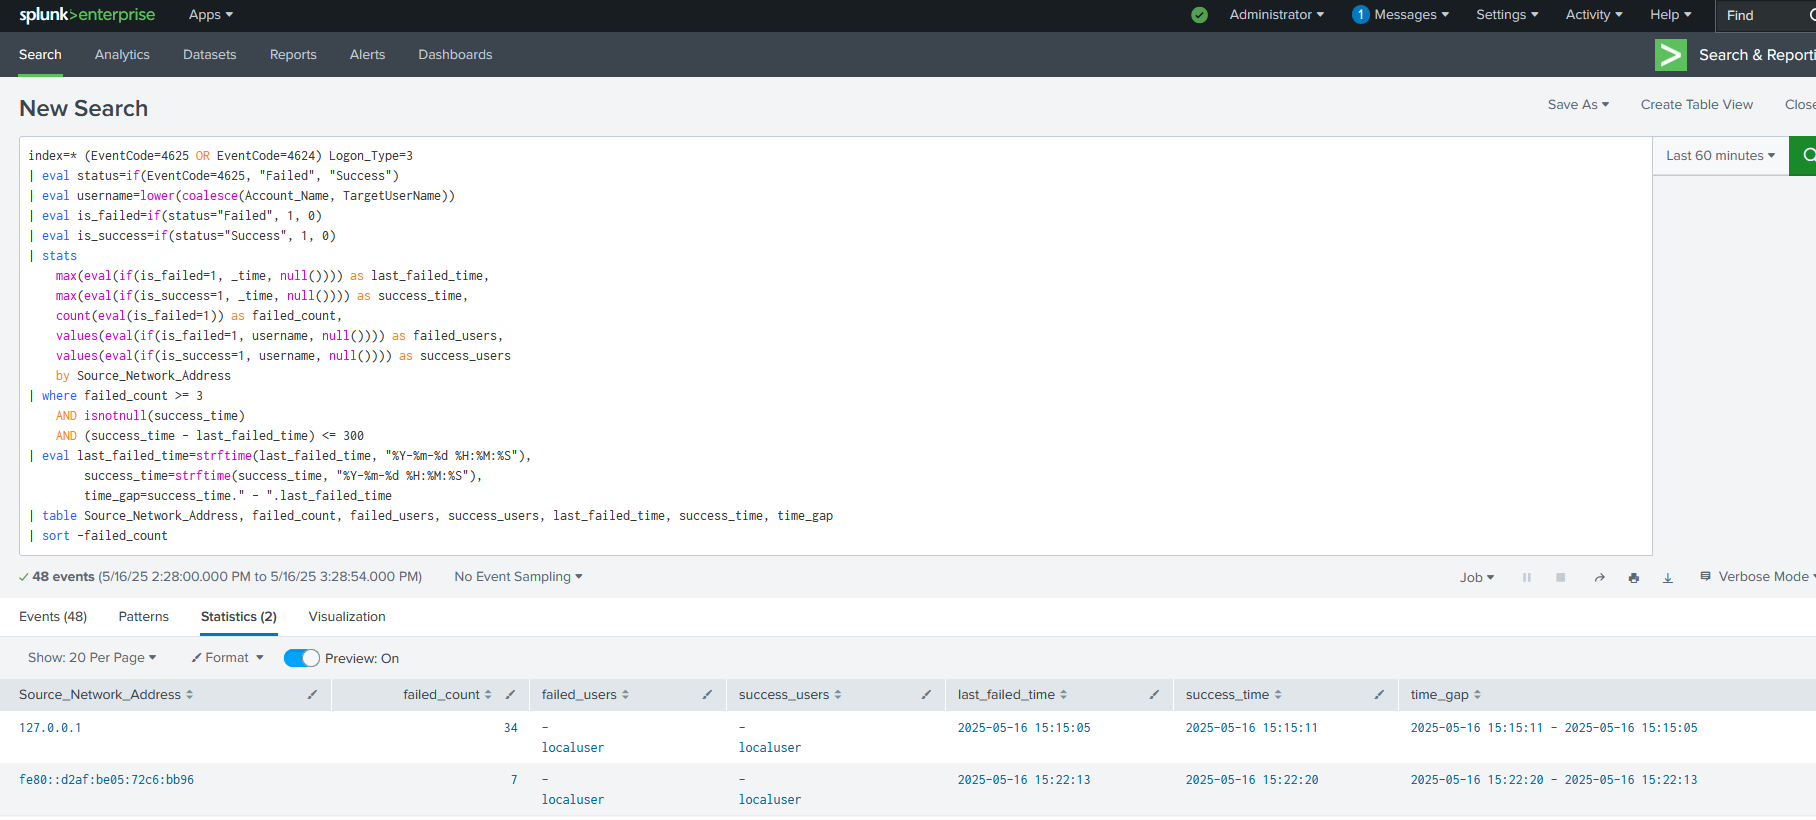 splunk>enterprise Apps Administrator 1 Messages Settings Activity Help Find
Search Analytics Datasets Reports Alerts Dashboards Search & Reporti
New Search Save As Create Table View Close
index=* (EventCode=4625 OR EventCode=4624) Logon_Type=3 Last 60 minutes
| eval status=if(EventCode=4625, "Failed", "Success")
| eval username=lower(coalesce(Account_Name, TargetUserName))
| eval is_failed=if(status="Failed", 1, 0)
| eval is_success=if(status="Success", 1, 0)
| stats
max(eval(if(is_failed=1, _time, null()))) as last_failed_time,
max(eval(if(is_success=1, _time, null()))) as success_time,
count(eval(is_failed=1)) as failed_count,
values(eval(if(is_failed=1, username, null()))) as failed_users,
values(eval(if(is_success=1, username, null()))) as success_users
by Source_Network_Address
| where failed_count >= 3
AND isnotnull(success_time)
AND (success_time - last_failed_time) <= 300
| eval last_failed_time=strftime(last_failed_time, "%Y-%m-%d %H:%M:%S"),
success_time=strftime(success_time, "%Y-%m-%d %H:%M:%S"),
time_gap=success_time." - ".last_failed_time
| table Source_Network_Address, failed_count, failed_users, success_users, last_failed_time, success_time, time_gap
| sort -failed_count
48 events (5/16/25 2:28:00.000 PM to 5/16/25 3:28:54.000 PM) No Event Sampling Job Verbose Mode
Events (48) Patterns Statistics (2) Visualization
Show: 20 Per Page Format Preview: On
Source_Network_Address failed_count failed_users success_users last_failed_time success_time time_gap
127.0.0.1 34 - - 2025-05-16 15:15:05 2025-05-16 15:15:11 2025-05-16 15:15:11 - 2025-05-16 15:15:05
localuser localuser
fe80::d2af:be05:72c6:bb96 7 - - 2025-05-16 15:22:13 2025-05-16 15:22:20 2025-05-16 15:22:20 - 2025-05-16 15:22:13
localuser localuser